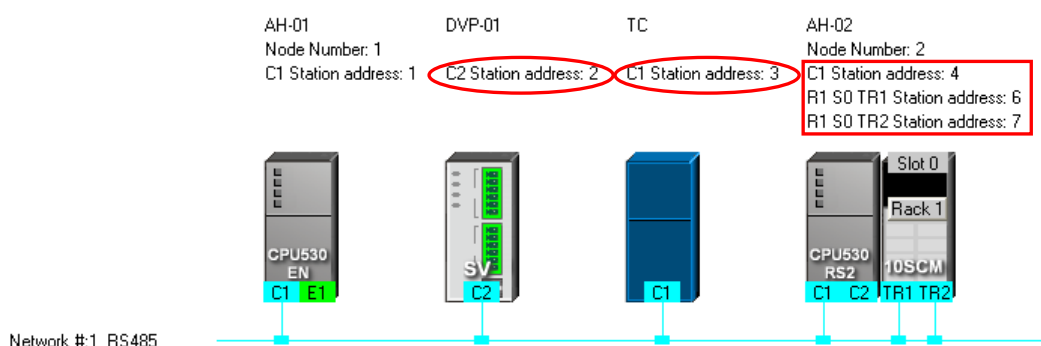 AH-01
Node Number: 1
C1 Station address: 1
DVP-01
C2 Station address: 2
TC
C1 Station address: 3
AH-02
Node Number: 2
C1 Station address: 4
R1 S0 TR1 Station address: 6
R1 S0 TR2 Station address: 7
CPU530
EN
C1 E1
SV
C2
C1
CPU530
RS2
C1 C2
Slot 0
Rack 1
10SCM
TR1 TR2
Network #:1 RS485